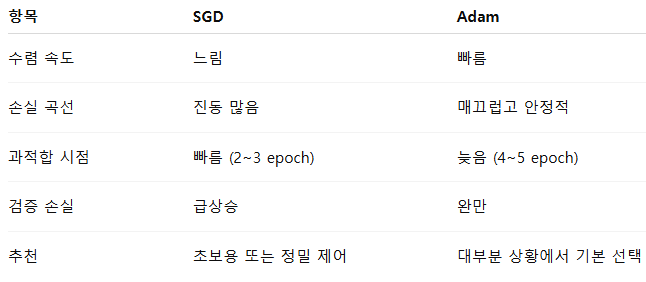 항목 SGD Adam
수렴 속도 느림 빠름
손실 곡선 진동 많음 매끄럽고 안정적
과적합 시점 빠름 (2~3 epoch) 늦음 (4~5 epoch)
검증 손실 급상승 완만
추천 초보용 또는 정밀 제어 대부분 상황에서 기본 선택